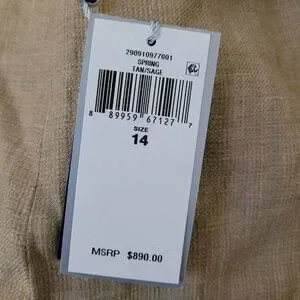 290910977001
SPRING
TAN/SAGE
8 89959 67127 7
SIZE
14
MSRP $890.00